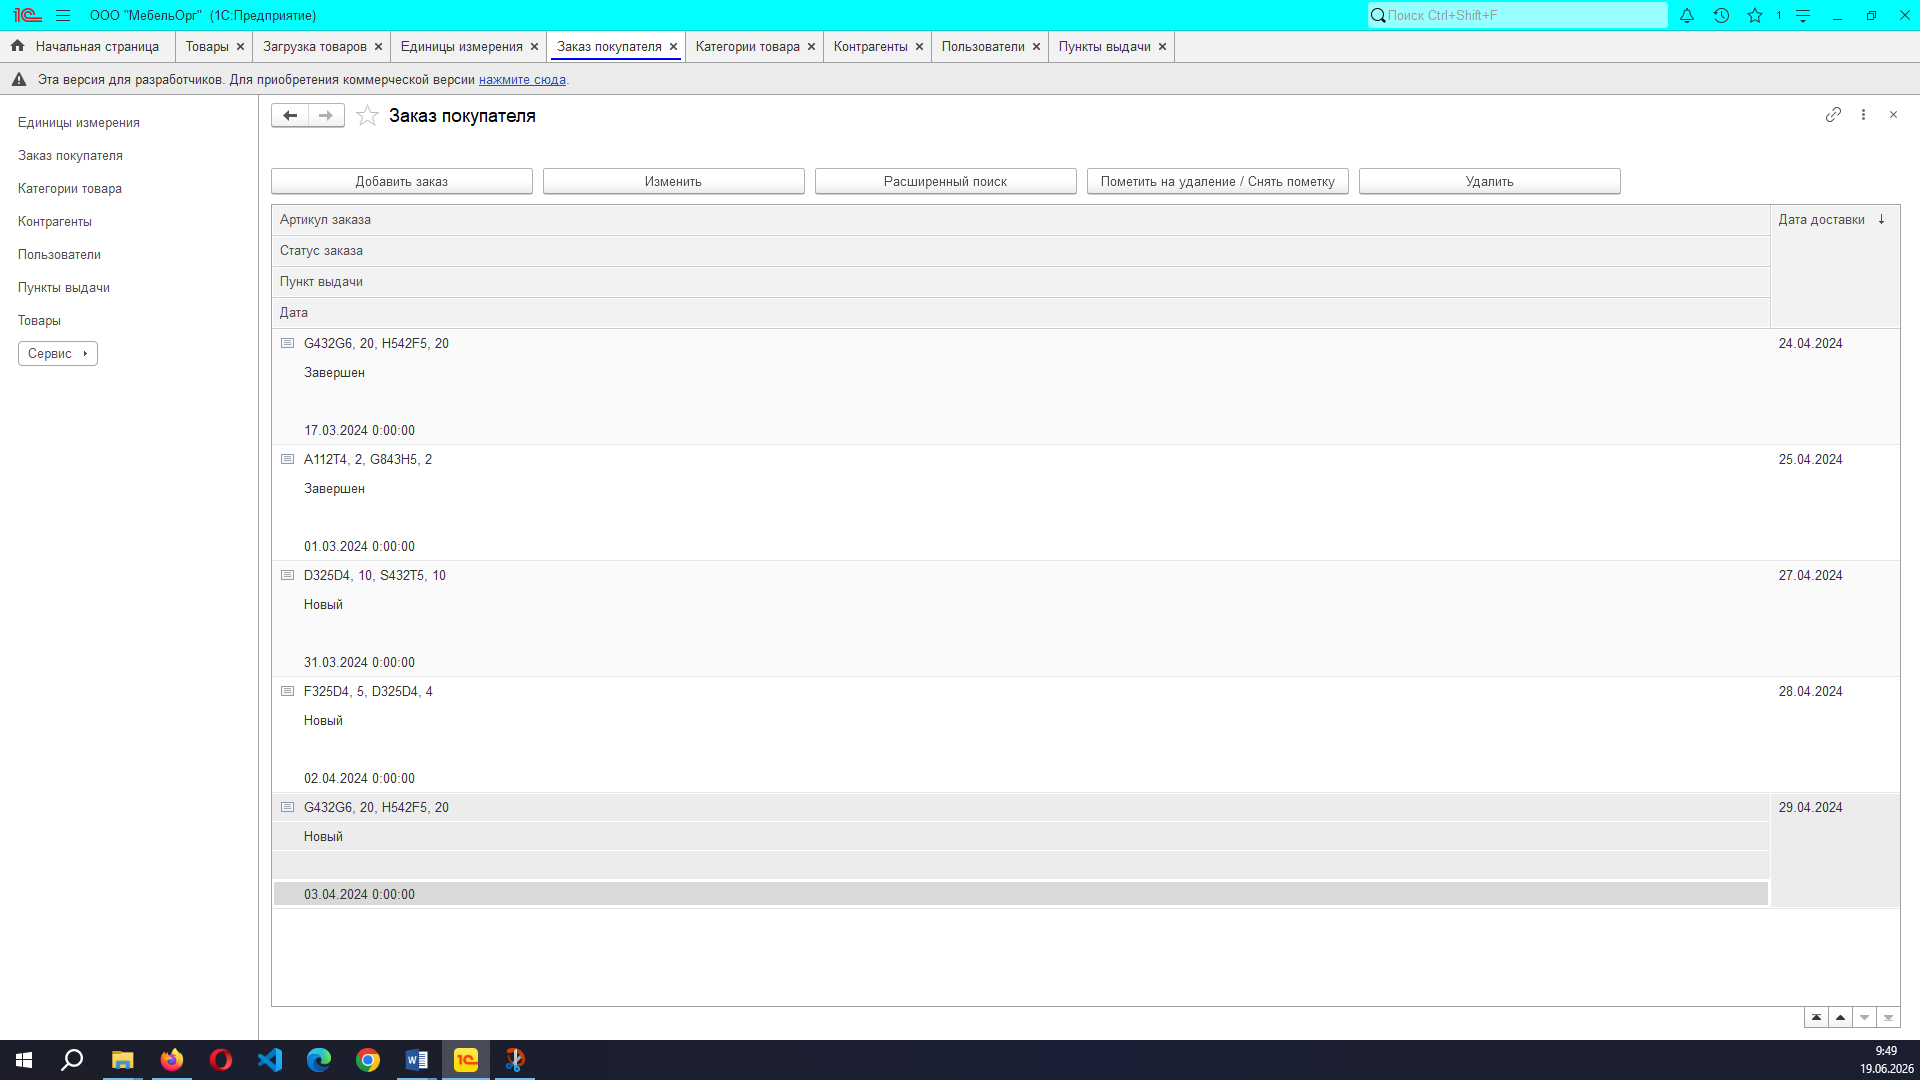 ООО "МебельОрг" (1С:Предприятие)
Поиск Ctrl+Shift+F
1
Начальная страница
Товары
Загрузка товаров
Единицы измерения
Заказ покупателя
Категории товара
Контрагенты
Пользователи
Пункты выдачи
Эта версия для разработчиков. Для приобретения коммерческой версии нажмите сюда.
Единицы измерения
Заказ покупателя
Категории товара
Контрагенты
Пользователи
Пункты выдачи
Товары
Сервис
Заказ покупателя
Добавить заказ
Изменить
Расширенный поиск
Пометить на удаление / Снять пометку
Удалить
Артикул заказа
Дата доставки
Статус заказа
Пункт выдачи
Дата
G432G6, 20, H542F5, 20
24.04.2024
Завершен
17.03.2024 0:00:00
A112T4, 2, G843H5, 2
25.04.2024
Завершен
01.03.2024 0:00:00
D325D4, 10, S432T5, 10
27.04.2024
Новый
31.03.2024 0:00:00
F325D4, 5, D325D4, 4
28.04.2024
Новый
02.04.2024 0:00:00
G432G6, 20, H542F5, 20
29.04.2024
Новый
03.04.2024 0:00:00
9:49
19.06.2026